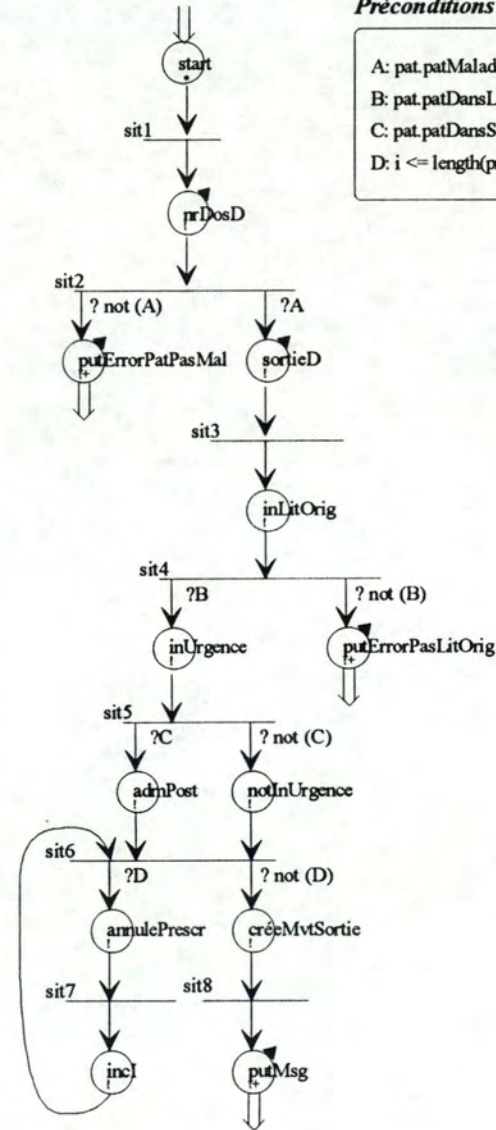 Préconditions
A: pat.patMalad
B: pat.patDansL
C: pat.patDansS
D: i <= length(p
start
sit1
prDosD
sit2
? not (A)
?A
putErrorPatPasMal
!+
sortieD
!
sit3
inLitOrig
!
sit4
?B
? not (B)
inUrgence
!
putErrorPasLitOrig
!+
sit5
?C
? not (C)
admPost
!
notInUrgence
!
sit6
?D
? not (D)
annulePrescr
!
créeMvtSortie
!
sit7
sit8
incI
!
putMsg
!+